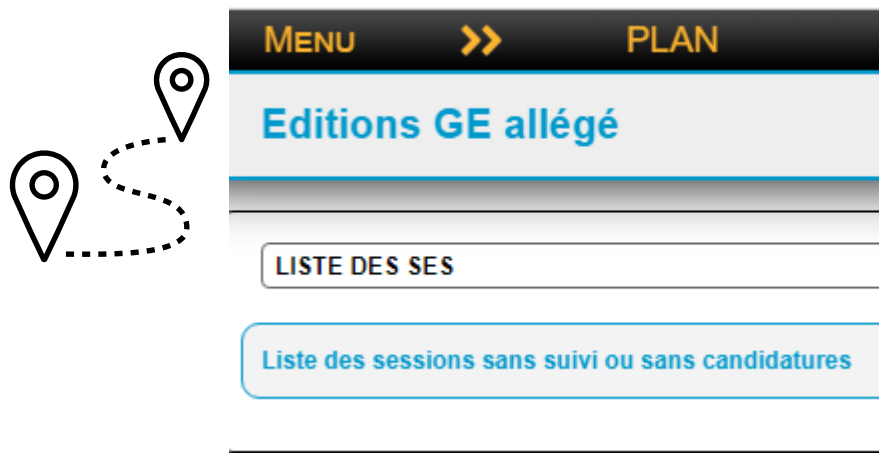 MENU >> PLAN
Editions GE allégé
LISTE DES SES
Liste des sessions sans suivi ou sans candidatures